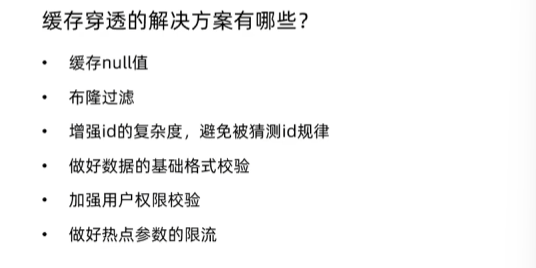 缓存穿透的解决方案有哪些？
• 缓存null值
• 布隆过滤
• 增强id的复杂度，避免被猜测id规律
• 做好数据的基础格式校验
• 加强用户权限校验
• 做好热点参数的限流